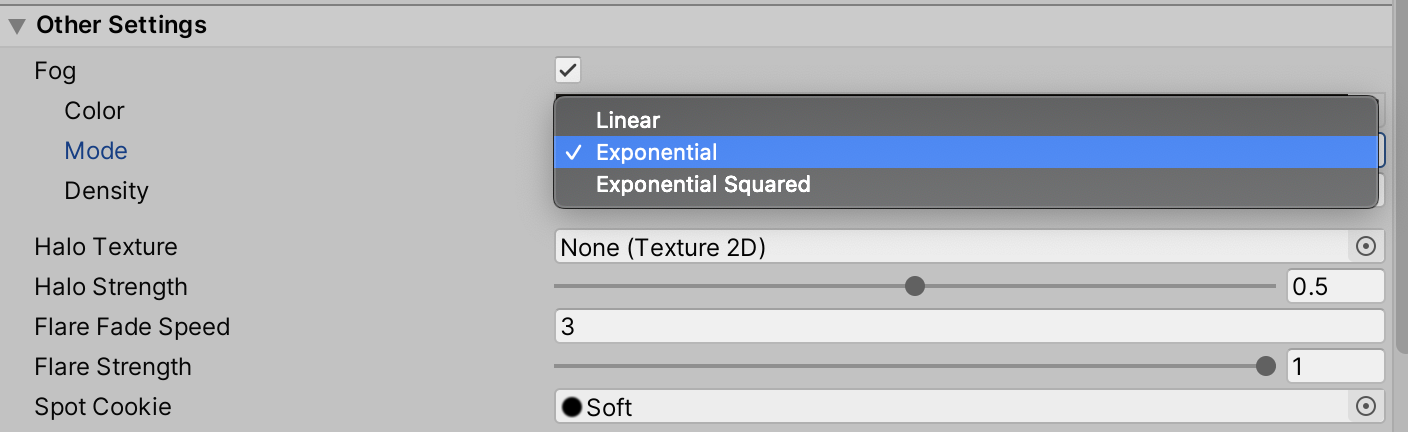 Other Settings
Fog
Color
Linear
Mode
Exponential
Density
Exponential Squared
Halo Texture
None (Texture 2D)
Halo Strength
0.5
Flare Fade Speed
3
Flare Strength
1
Spot Cookie
Soft